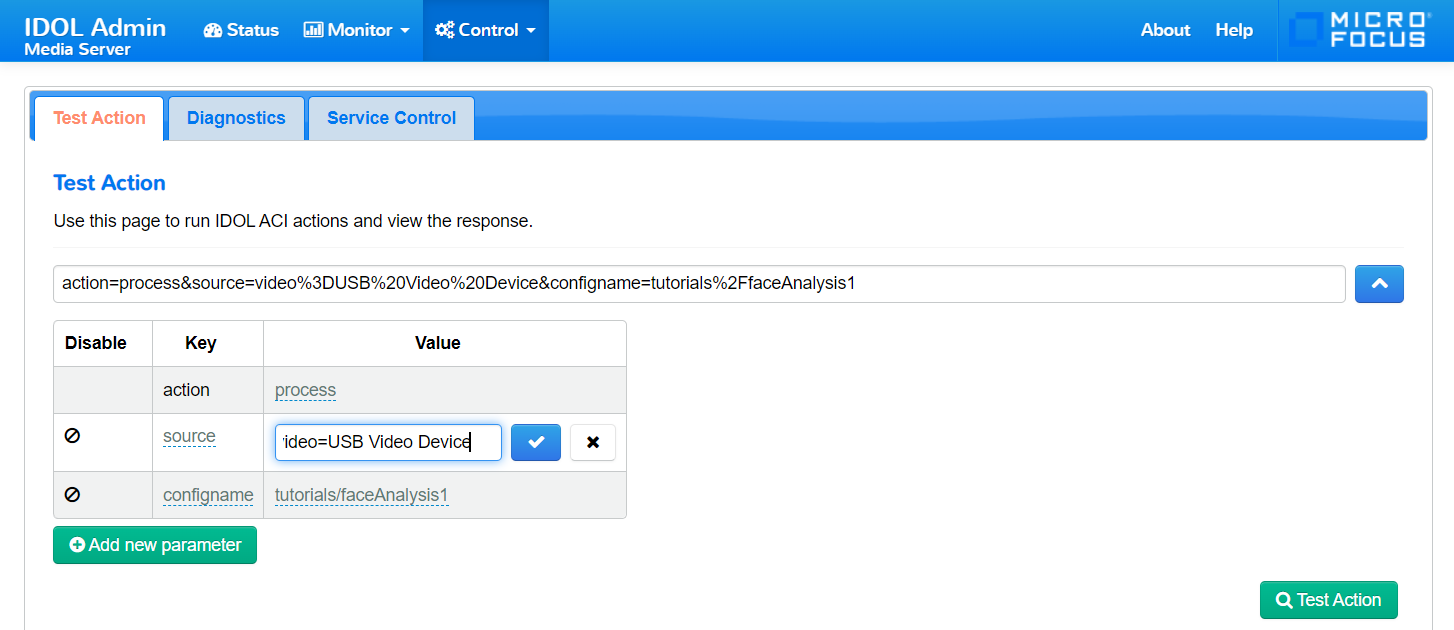 IDOL Admin
Media Server
Status
Monitor
Control
About
Help
MICRO
FOCUS
Test Action
Diagnostics
Service Control
Test Action
Use this page to run IDOL ACI actions and view the response.
action=process&source=video%3DUSB%20Video%20Device&configname=tutorials%2FfaceAnalysis1
Disable Key Value
action process
source ideo=USB Video Device
configname tutorials/faceAnalysis1
Add new parameter
Test Action